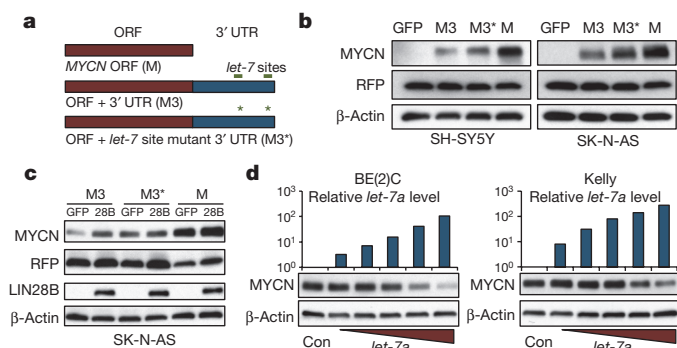 a
ORF 3′ UTR
MYCN ORF (M) let-7 sites
ORF + 3′ UTR (M3)
* *
ORF + let-7 site mutant 3′ UTR (M3*)
b
GFP M3 M3* M GFP M3 M3* M
MYCN
RFP
β-Actin
SH-SY5Y SK-N-AS
c
M3 M3* M
GFP 28B GFP 28B GFP 28B
MYCN
RFP
LIN28B
β-Actin
SK-N-AS
d
BE(2)C
Relative let-7a level
10³
10²
10¹
10⁰
MYCN
β-Actin
Con let-7a
Kelly
Relative let-7a level
10³
10²
10¹
10⁰
MYCN
β-Actin
Con let-7a